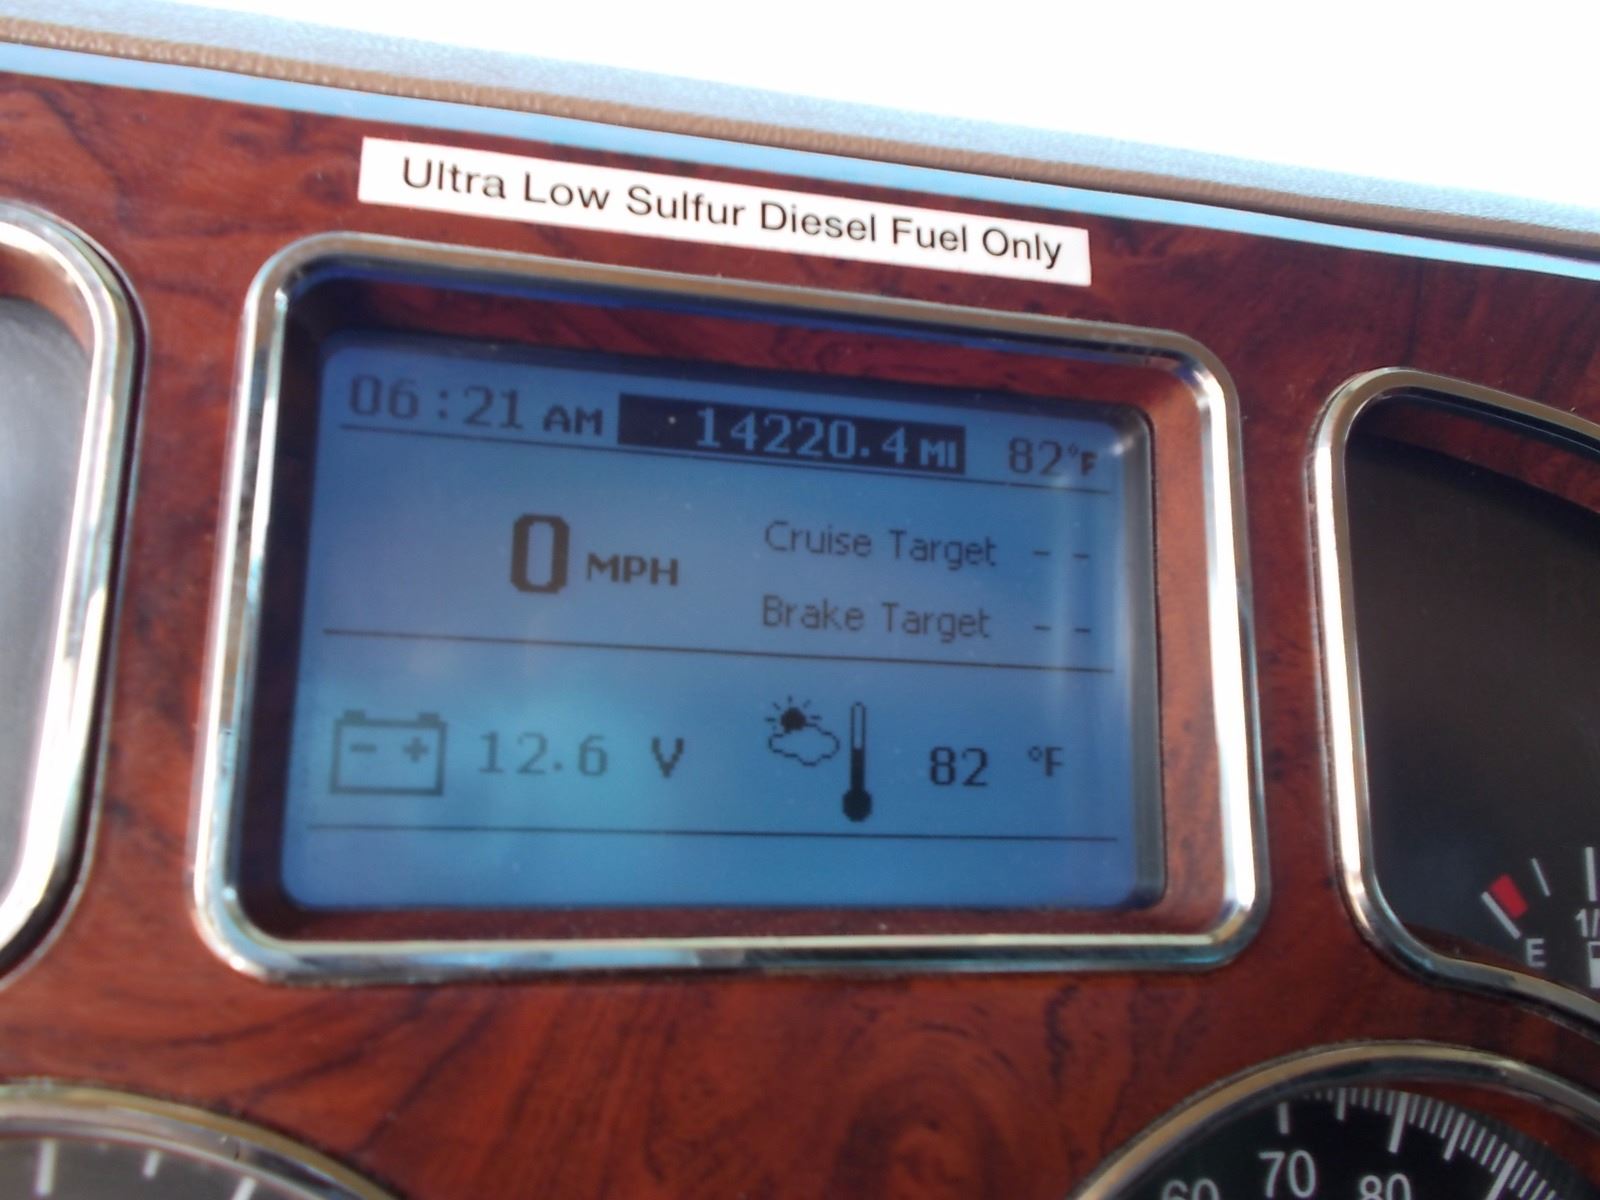 Ultra Low Sulfur Diesel Fuel Only
06:21 AM 14220.4 MI 82°F
0 MPH
Cruise Target - -
Brake Target - -
- +
12.6 V
82 °F
E
60 70 80